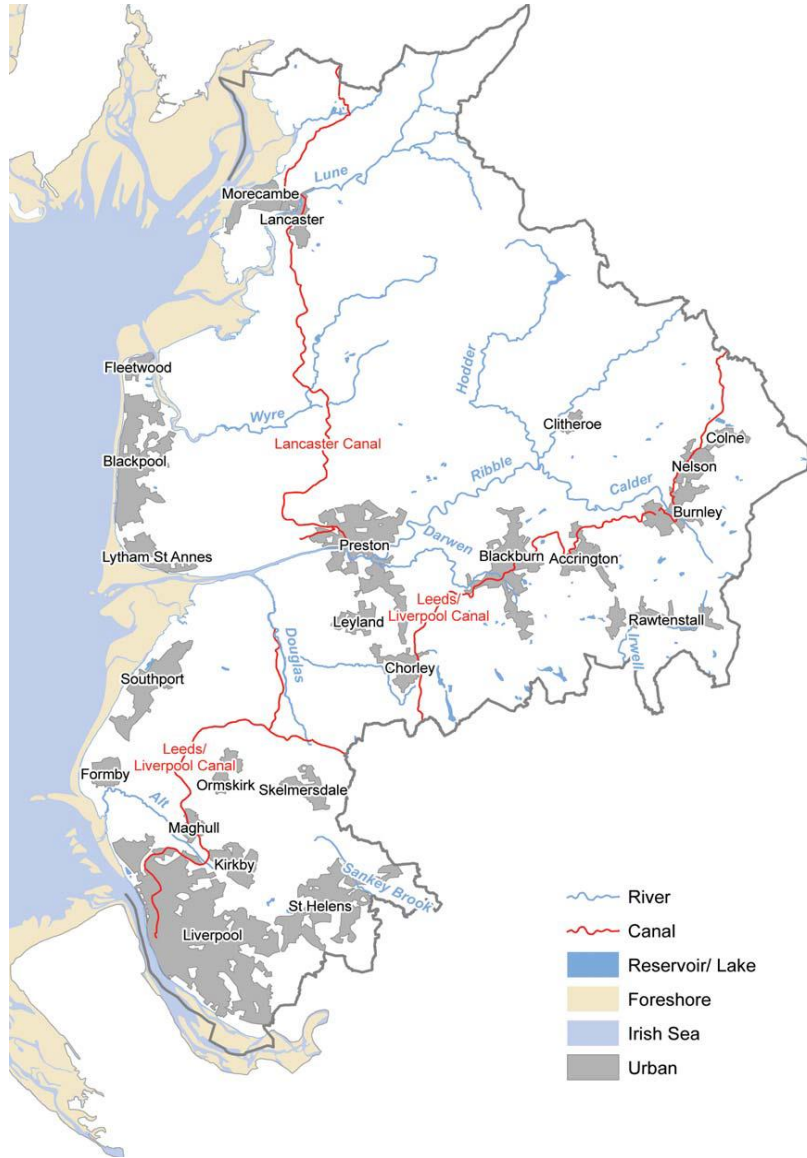 Lune
Morecambe
Lancaster
Fleetwood
Hodder
Wyre
Clitheroe
Lancaster Canal
Colne
Blackpool
Nelson
Ribble
Calder
Burnley
Darwen
Preston
Blackburn
Accrington
Lytham St Annes
Leeds/
Liverpool Canal
Leyland
Rawtenstall
Douglas
Irwell
Chorley
Southport
Leeds/
Liverpool Canal
Formby
Ormskirk
Skelmersdale
Alt
Maghull
Kirkby
Sankey Brook
St Helens
Liverpool
River
Canal
Reservoir/ Lake
Foreshore
Irish Sea
Urban